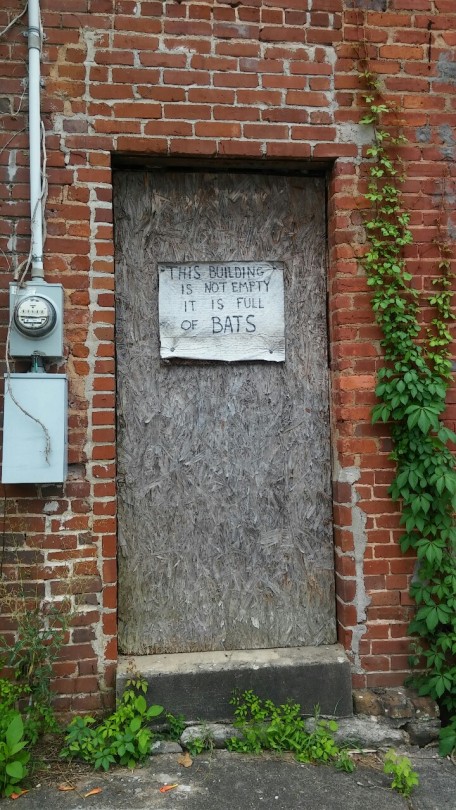 THIS BUILDING
IS NOT EMPTY
IT IS FULL
OF BATS